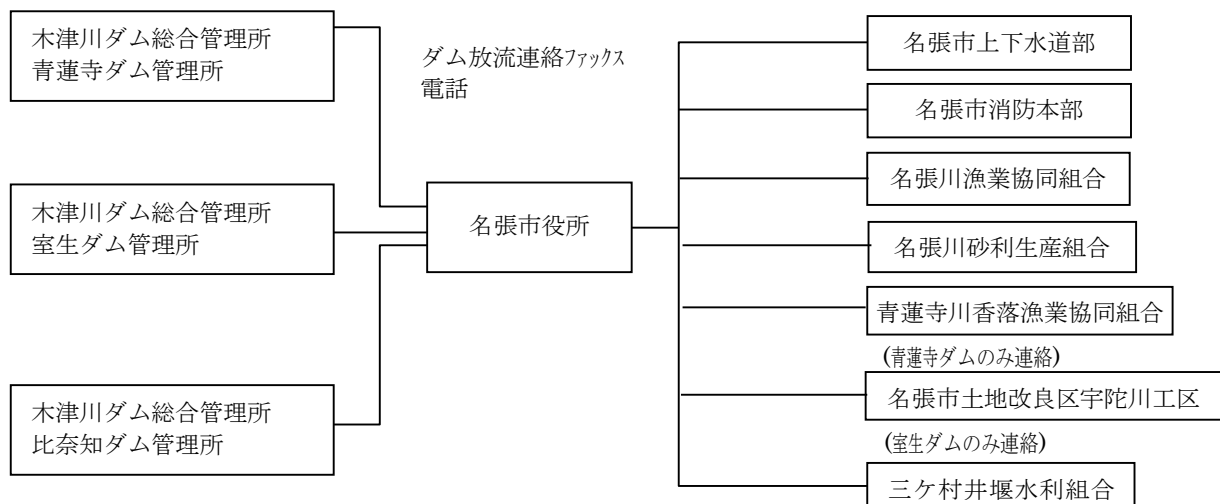 木津川ダム総合管理所
青蓮寺ダム管理所
ダム放流連絡ファックス
電話
木津川ダム総合管理所
室生ダム管理所
木津川ダム総合管理所
比奈知ダム管理所
名張市役所
名張市上下水道部
名張市消防本部
名張川漁業協同組合
名張川砂利生産組合
青蓮寺川香落漁業協同組合
(青蓮寺ダムのみ連絡)
名張市土地改良区宇陀川工区
(室生ダムのみ連絡)
三ケ村井堰水利組合